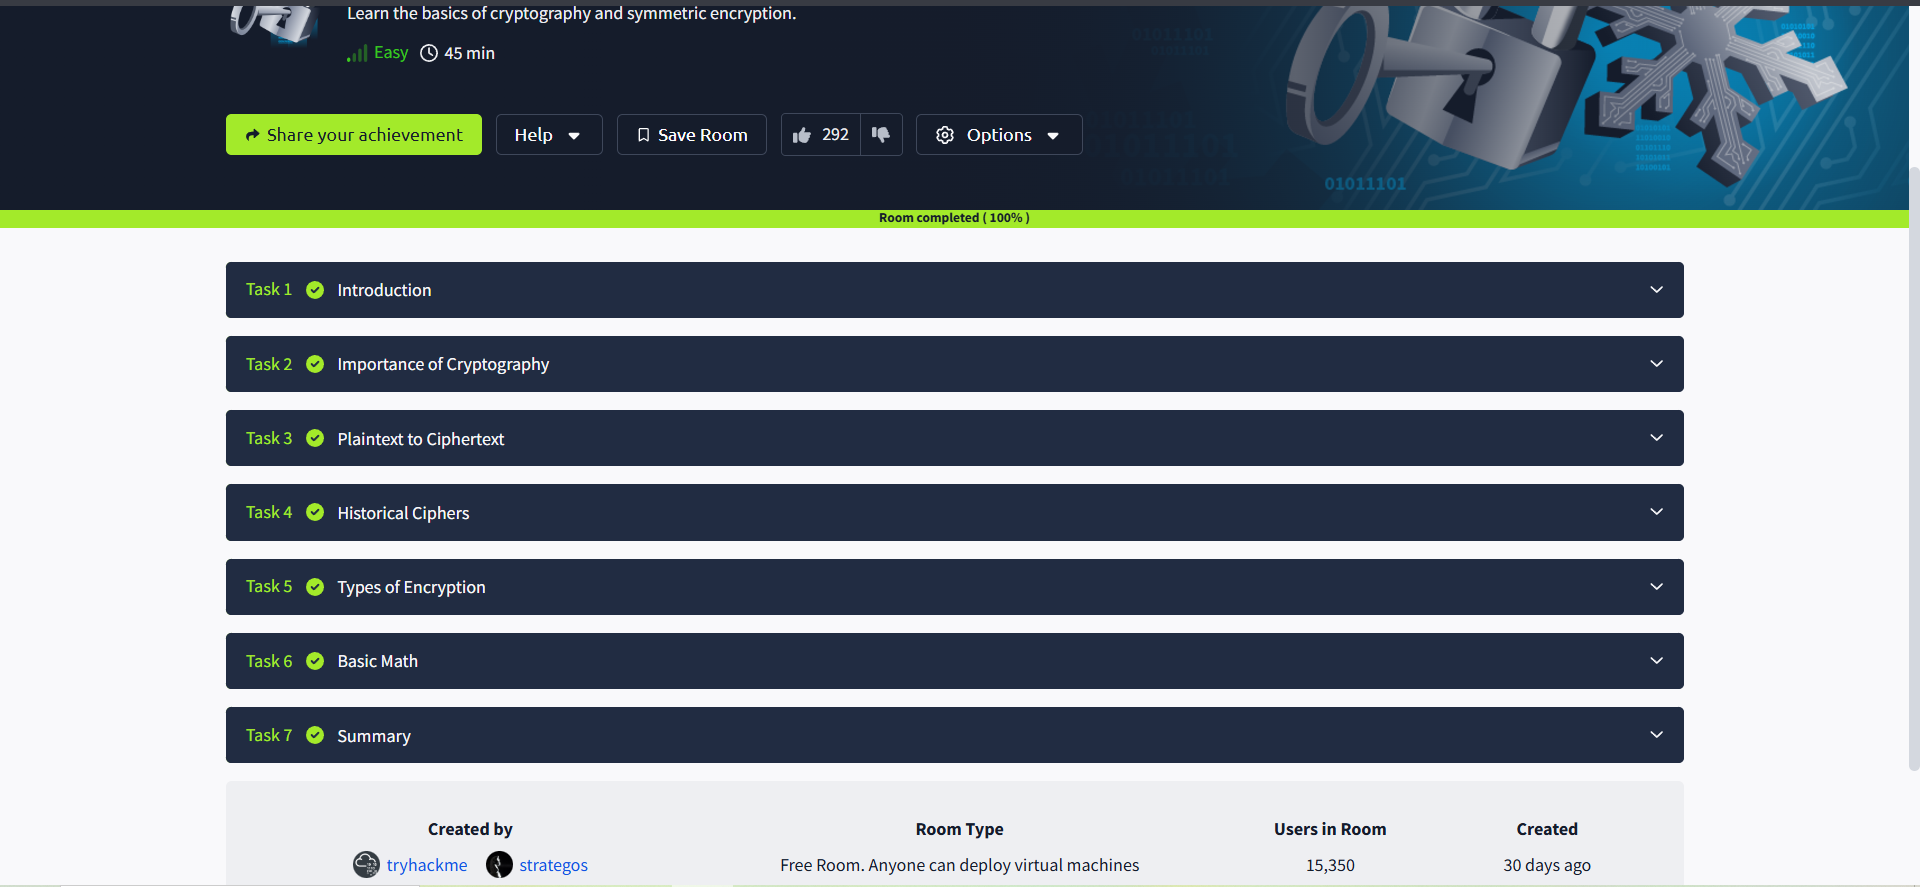 Learn the basics of cryptography and symmetric encryption.
Easy 45 min
Share your achievement Help Save Room 292 Options
01011101
Room completed ( 100% )
Task 1 Introduction
Task 2 Importance of Cryptography
Task 3 Plaintext to Ciphertext
Task 4 Historical Ciphers
Task 5 Types of Encryption
Task 6 Basic Math
Task 7 Summary
Created by Room Type Users in Room Created
tryhackme strategos Free Room. Anyone can deploy virtual machines 15,350 30 days ago